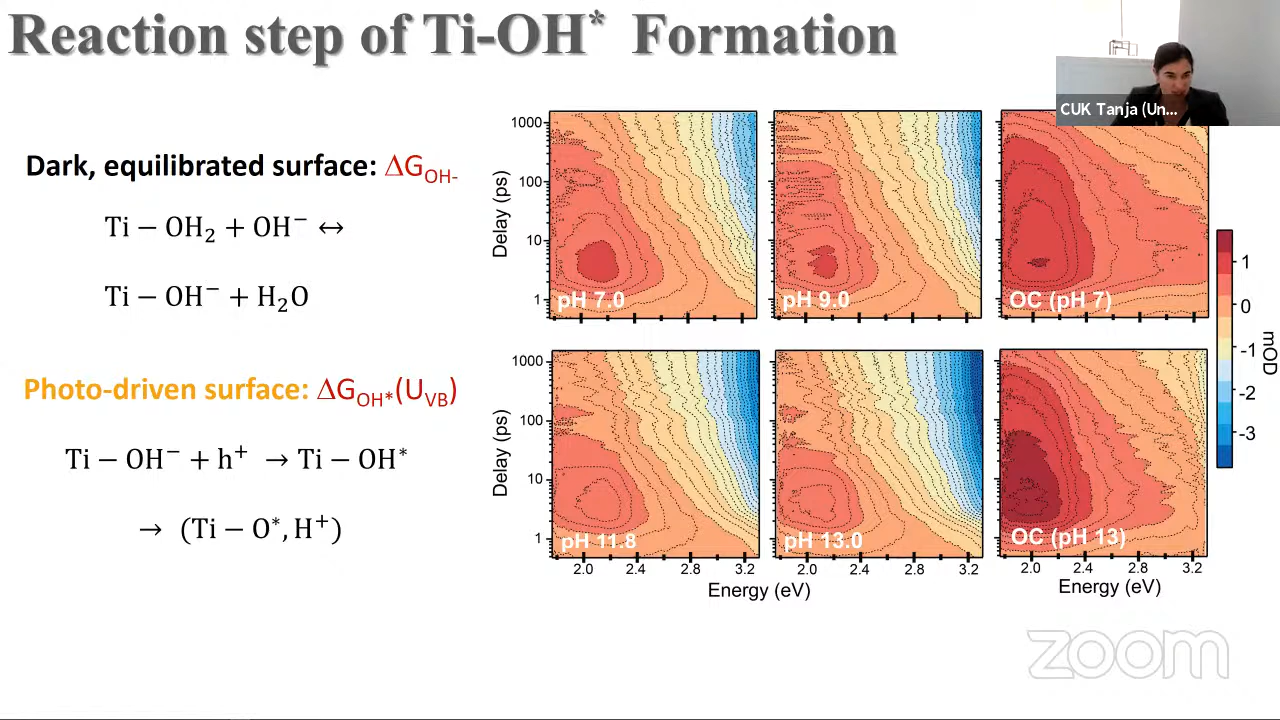 Reaction step of Ti-OH* Formation
CUK Tanja (Un...
Dark, equilibrated surface: ΔG_OH-
Ti − OH₂ + OH⁻ ↔
Ti − OH⁻ + H₂O
Photo-driven surface: ΔG_OH*(U_VB)
Ti − OH⁻ + h⁺ → Ti − OH*
→ (Ti − O*, H⁺)
Delay (ps)
1000
100
10
1
pH 7.0
pH 9.0
OC (pH 7)
Delay (ps)
1000
100
10
1
pH 11.8
pH 13.0
OC (pH 13)
2.0 2.4 2.8 3.2
2.0 2.4 2.8 3.2
2.0 2.4 2.8 3.2
Energy (eV)
Energy (eV)
1
0
-1
-2
-3
mOD
zoom